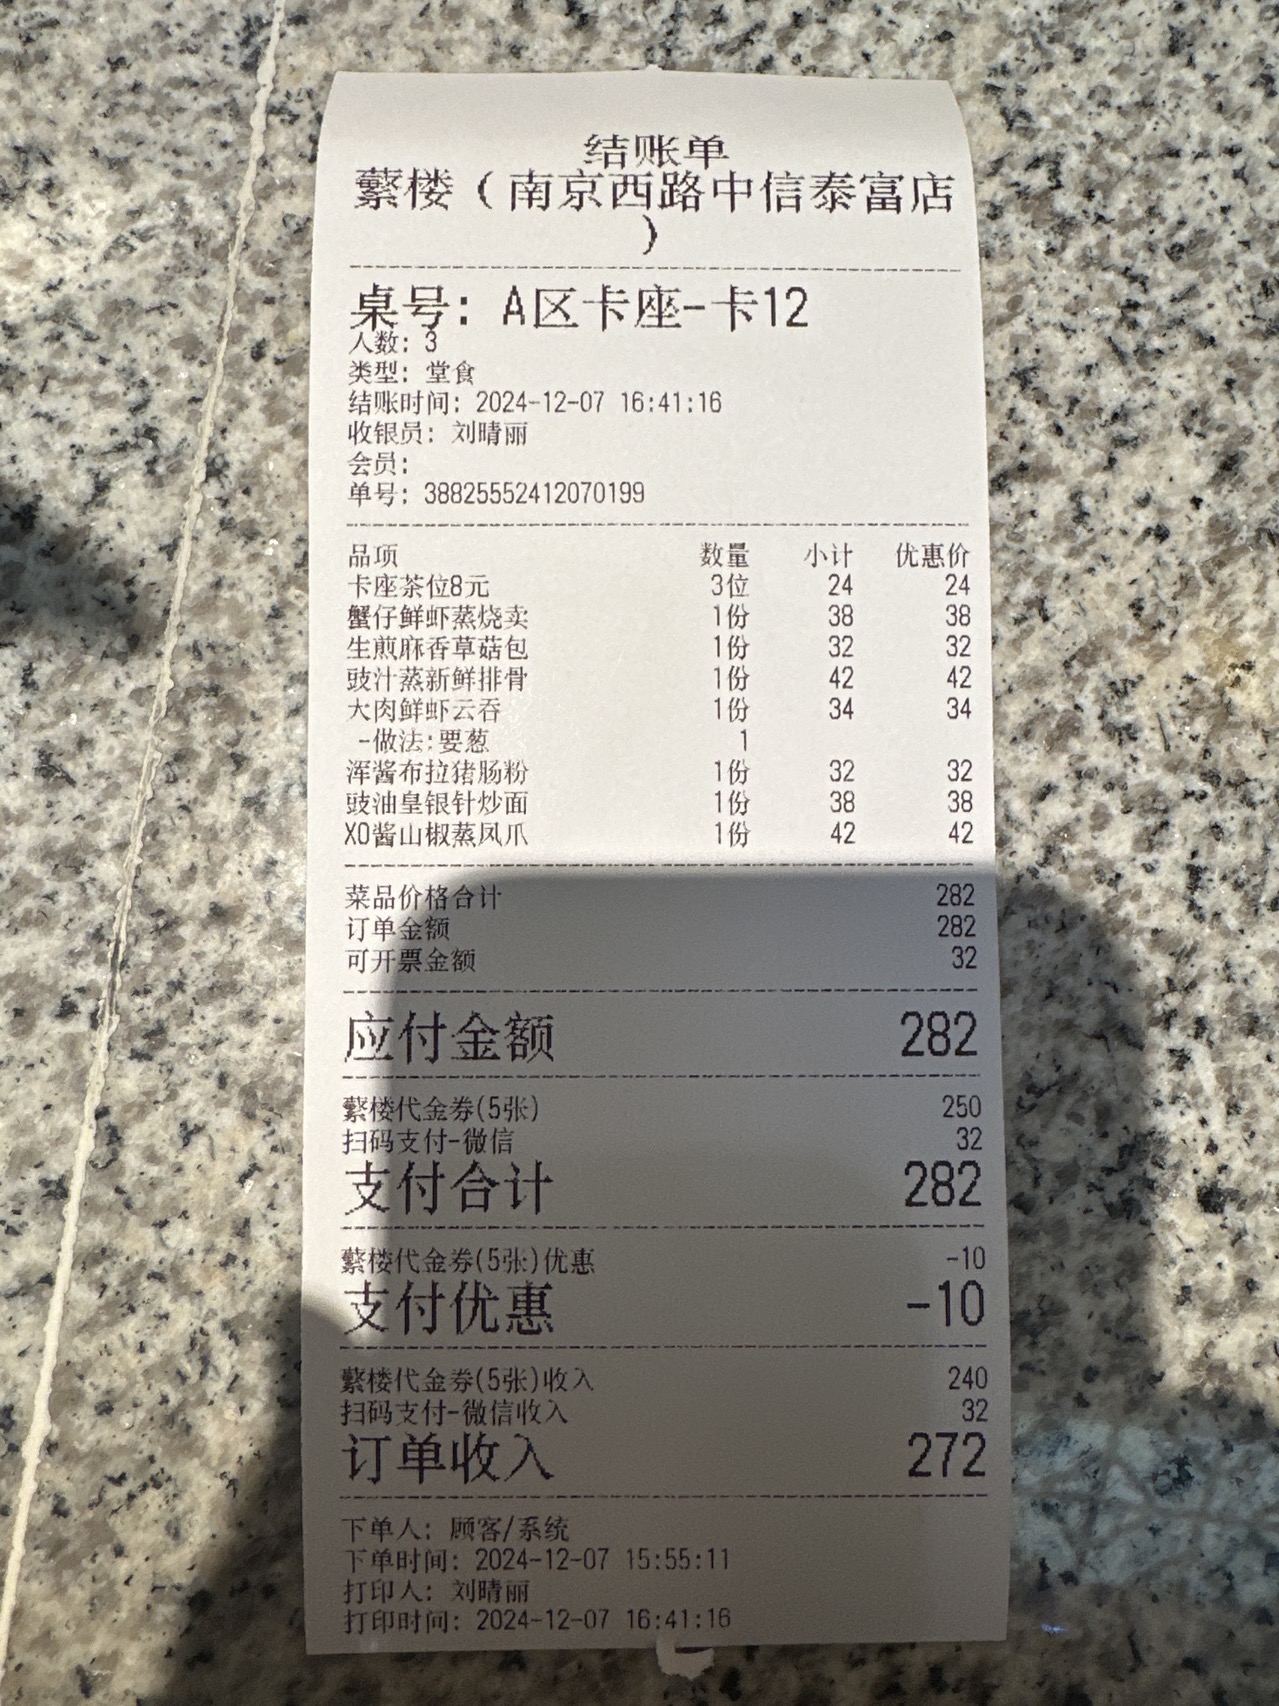 结账单
蘩楼（南京西路中信泰富店
）
桌号：A区卡座-卡12
人数：3
类型：堂食
结账时间：2024-12-07 16:41:16
收银员：刘晴丽
会员：
单号：38825552412070199
品项 数量 小计 优惠价
卡座茶位8元 3位 24 24
蟹仔鲜虾蒸烧卖 1份 38 38
生煎麻香草菇包 1份 32 32
豉汁蒸新鲜排骨 1份 42 42
大肉鲜虾云吞 1份 34 34
-做法:要葱 1
浑酱布拉猪肠粉 1份 32 32
豉油皇银针炒面 1份 38 38
XO酱山椒蒸凤爪 1份 42 42
菜品价格合计 282
订单金额 282
可开票金额 32
应付金额 282
蘩楼代金券(5张) 250
扫码支付-微信 32
支付合计 282
蘩楼代金券(5张)优惠 -10
支付优惠 -10
蘩楼代金券(5张)收入 240
扫码支付-微信收入 32
订单收入 272
下单人：顾客/系统
下单时间：2024-12-07 15:55:11
打印人：刘晴丽
打印时间：2024-12-07 16:41:16